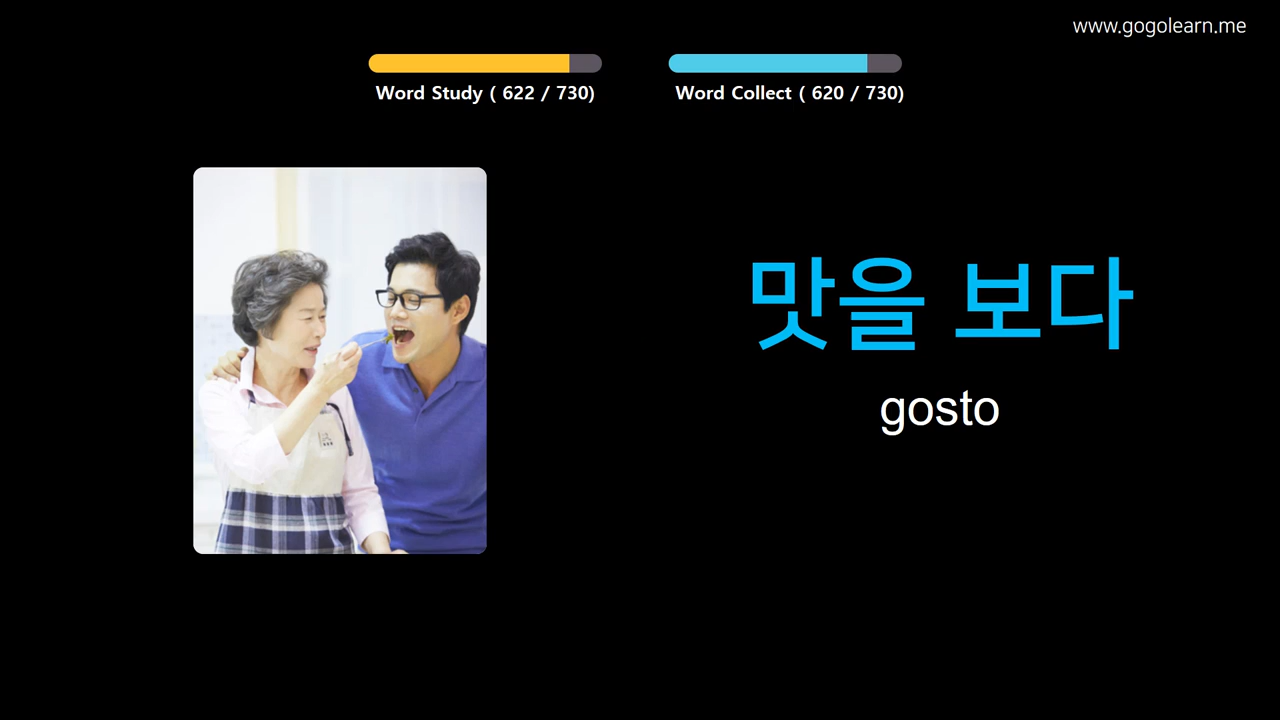 www.gogolearn.me
Word Study ( 622 / 730)
Word Collect ( 620 / 730)
맛을 보다
gosto